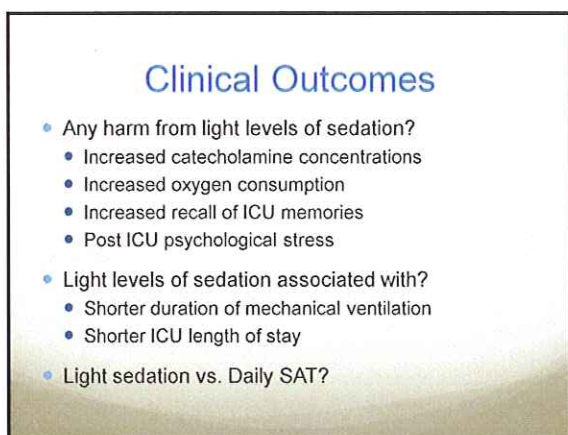 Clinical Outcomes
• Any harm from light levels of sedation?
• Increased catecholamine concentrations
• Increased oxygen consumption
• Increased recall of ICU memories
• Post ICU psychological stress
• Light levels of sedation associated with?
• Shorter duration of mechanical ventilation
• Shorter ICU length of stay
• Light sedation vs. Daily SAT?